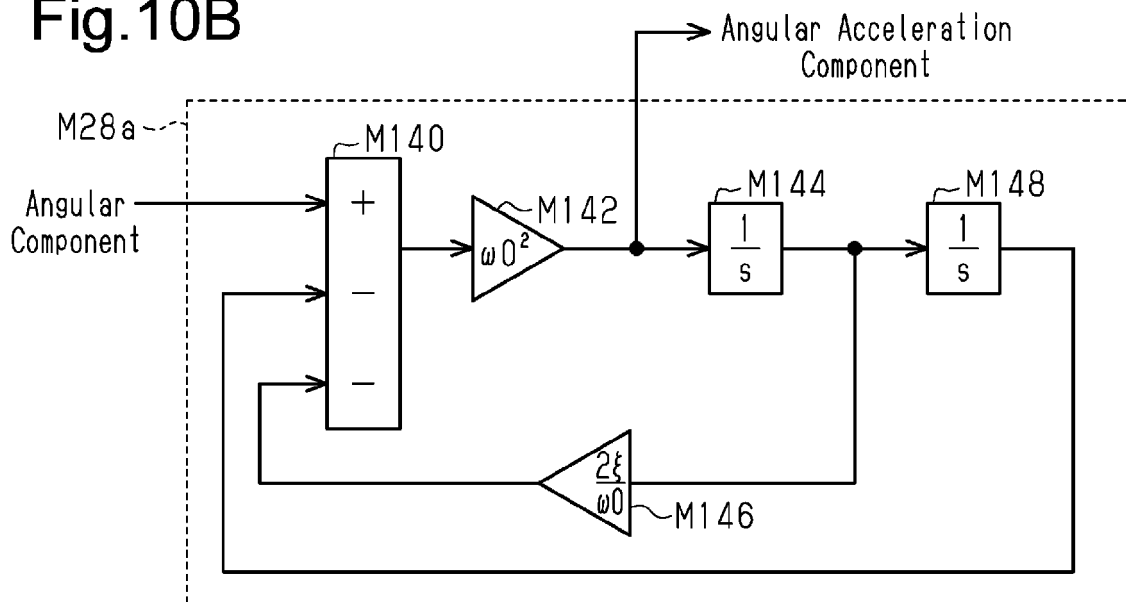 Fig.10B
Angular Acceleration
Component
M28a
M140
Angular
Component
+
−
−
M142
ω0²
M144
1
s
M148
1
s
2ξ
ω0
M146